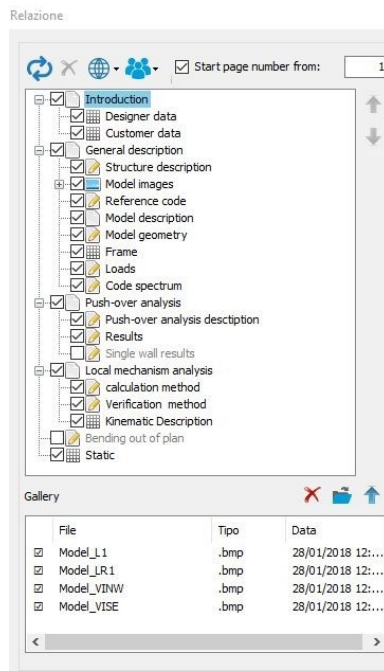 Relazione
Start page number from: 1
Introduction
Designer data
Customer data
General description
Structure description
Model images
Reference code
Model description
Model geometry
Frame
Loads
Code spectrum
Push-over analysis
Push-over analysis desctiption
Results
Single wall results
Local mechanism analysis
calculation method
Verification method
Kinematic Description
Bending out of plan
Static
Gallery
File Tipo Data
Model_L1 .bmp 28/01/2018 12:...
Model_LR1 .bmp 28/01/2018 12:...
Model_VINW .bmp 28/01/2018 12:...
Model_VISE .bmp 28/01/2018 12:...